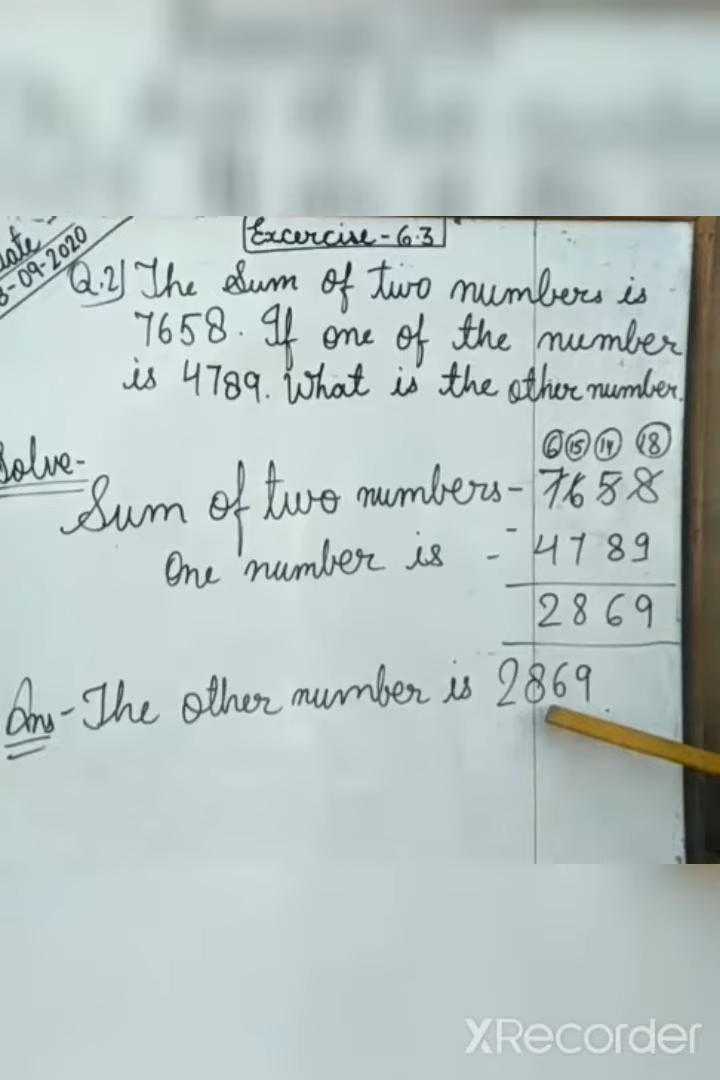 Excercise-6.3
Date
8-09-2020
Q.2) The Sum of two numbers is
7658. If one of the number
is 4789. What is the other number.
Solve-
6 15 14 18
Sum of two numbers- 7658
One number is - - 4789
2869
Ans-The other number is 2869.
XRecorder